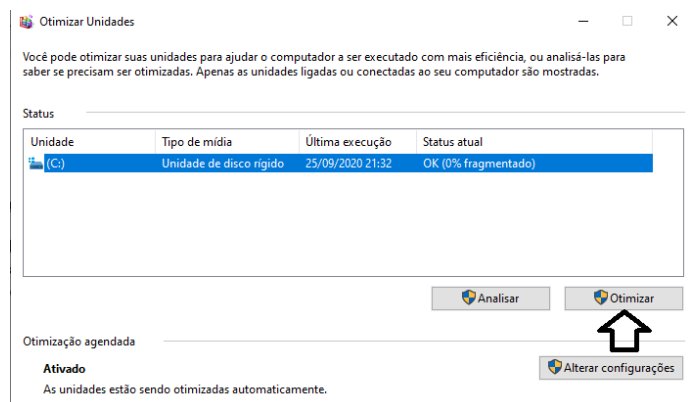 Otimizar Unidades
Você pode otimizar suas unidades para ajudar o computador a ser executado com mais eficiência, ou analisá-las para
saber se precisam ser otimizadas. Apenas as unidades ligadas ou conectadas ao seu computador são mostradas.
Status
Unidade Tipo de mídia Última execução Status atual
(C:) Unidade de disco rígido 25/09/2020 21:32 OK (0% fragmentado)
Analisar Otimizar
Otimização agendada
Ativado Alterar configurações
As unidades estão sendo otimizadas automaticamente.